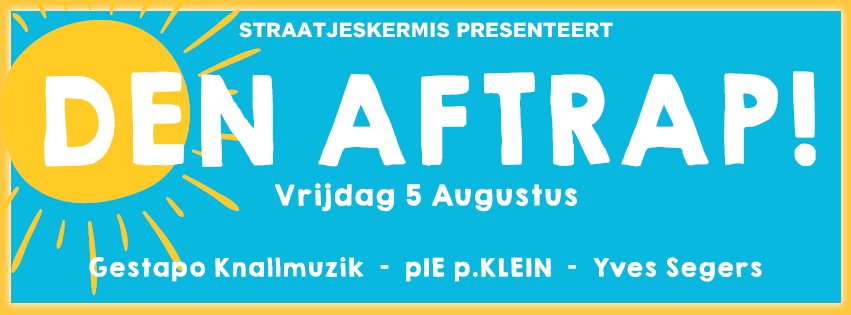 STRAATJESKERMIS PRESENTEERT
DEN AFTRAP!
Vrijdag 5 Augustus
Gestapo Knallmuzik - pIE p.KLEIN - Yves Segers